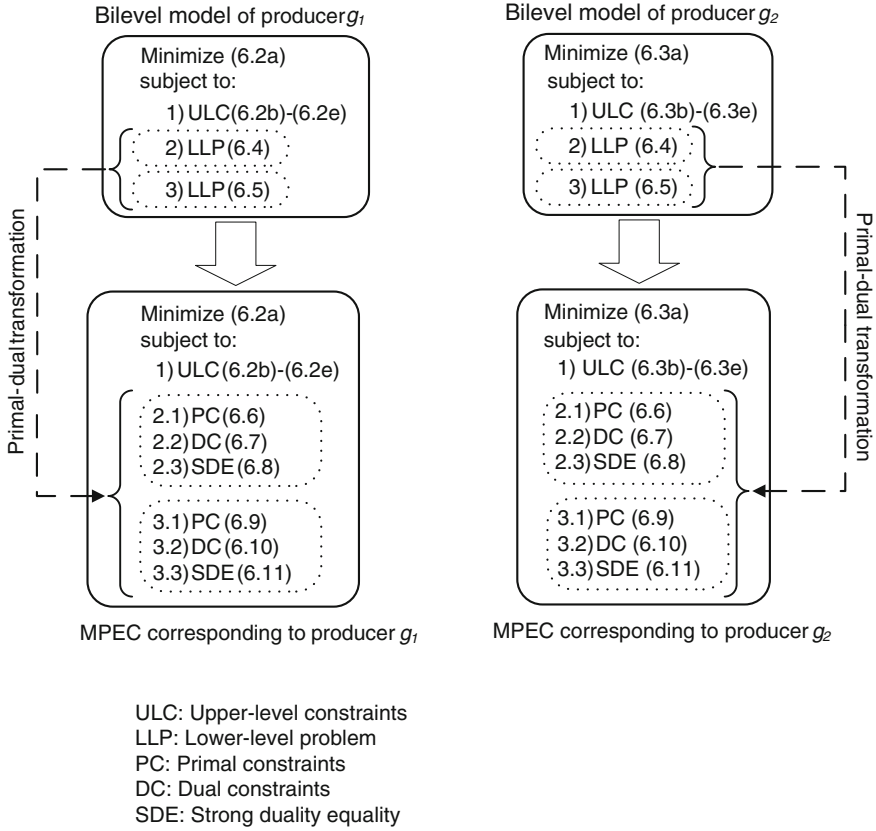 Bilevel model of producer g1
Minimize (6.2a)
subject to:
1) ULC(6.2b)-(6.2e)
2) LLP(6.4)
3) LLP(6.5)
Primal-dual transformation
Minimize (6.2a)
subject to:
1) ULC(6.2b)-(6.2e)
2.1) PC(6.6)
2.2) DC(6.7)
2.3) SDE(6.8)
3.1) PC(6.9)
3.2) DC(6.10)
3.3) SDE(6.11)
MPEC corresponding to producer g1
Bilevel model of producer g2
Minimize (6.3a)
subject to:
1) ULC (6.3b)-(6.3e)
2) LLP (6.4)
3) LLP (6.5)
Primal-dual transformation
Minimize (6.3a)
subject to:
1) ULC (6.3b)-(6.3e)
2.1) PC (6.6)
2.2) DC (6.7)
2.3) SDE (6.8)
3.1) PC (6.9)
3.2) DC (6.10)
3.3) SDE (6.11)
MPEC corresponding to producer g2
ULC: Upper-level constraints
LLP: Lower-level problem
PC: Primal constraints
DC: Dual constraints
SDE: Strong duality equality